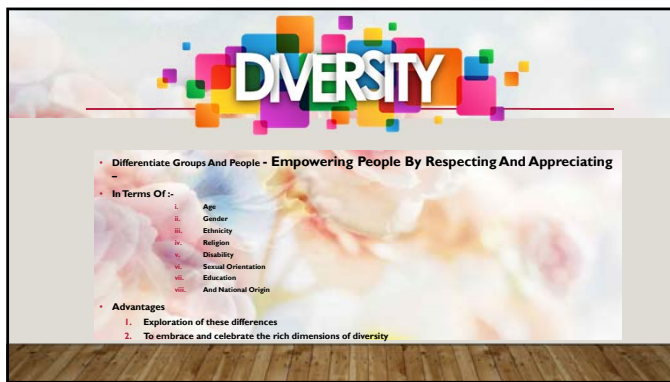 DIVERSITY
• Differentiate Groups And People - Empowering People By Respecting And Appreciating
–
• In Terms Of :-
i. Age
ii. Gender
iii. Ethnicity
iv. Religion
v. Disability
vi. Sexual Orientation
vii. Education
viii. And National Origin
• Advantages
1. Exploration of these differences
2. To embrace and celebrate the rich dimensions of diversity